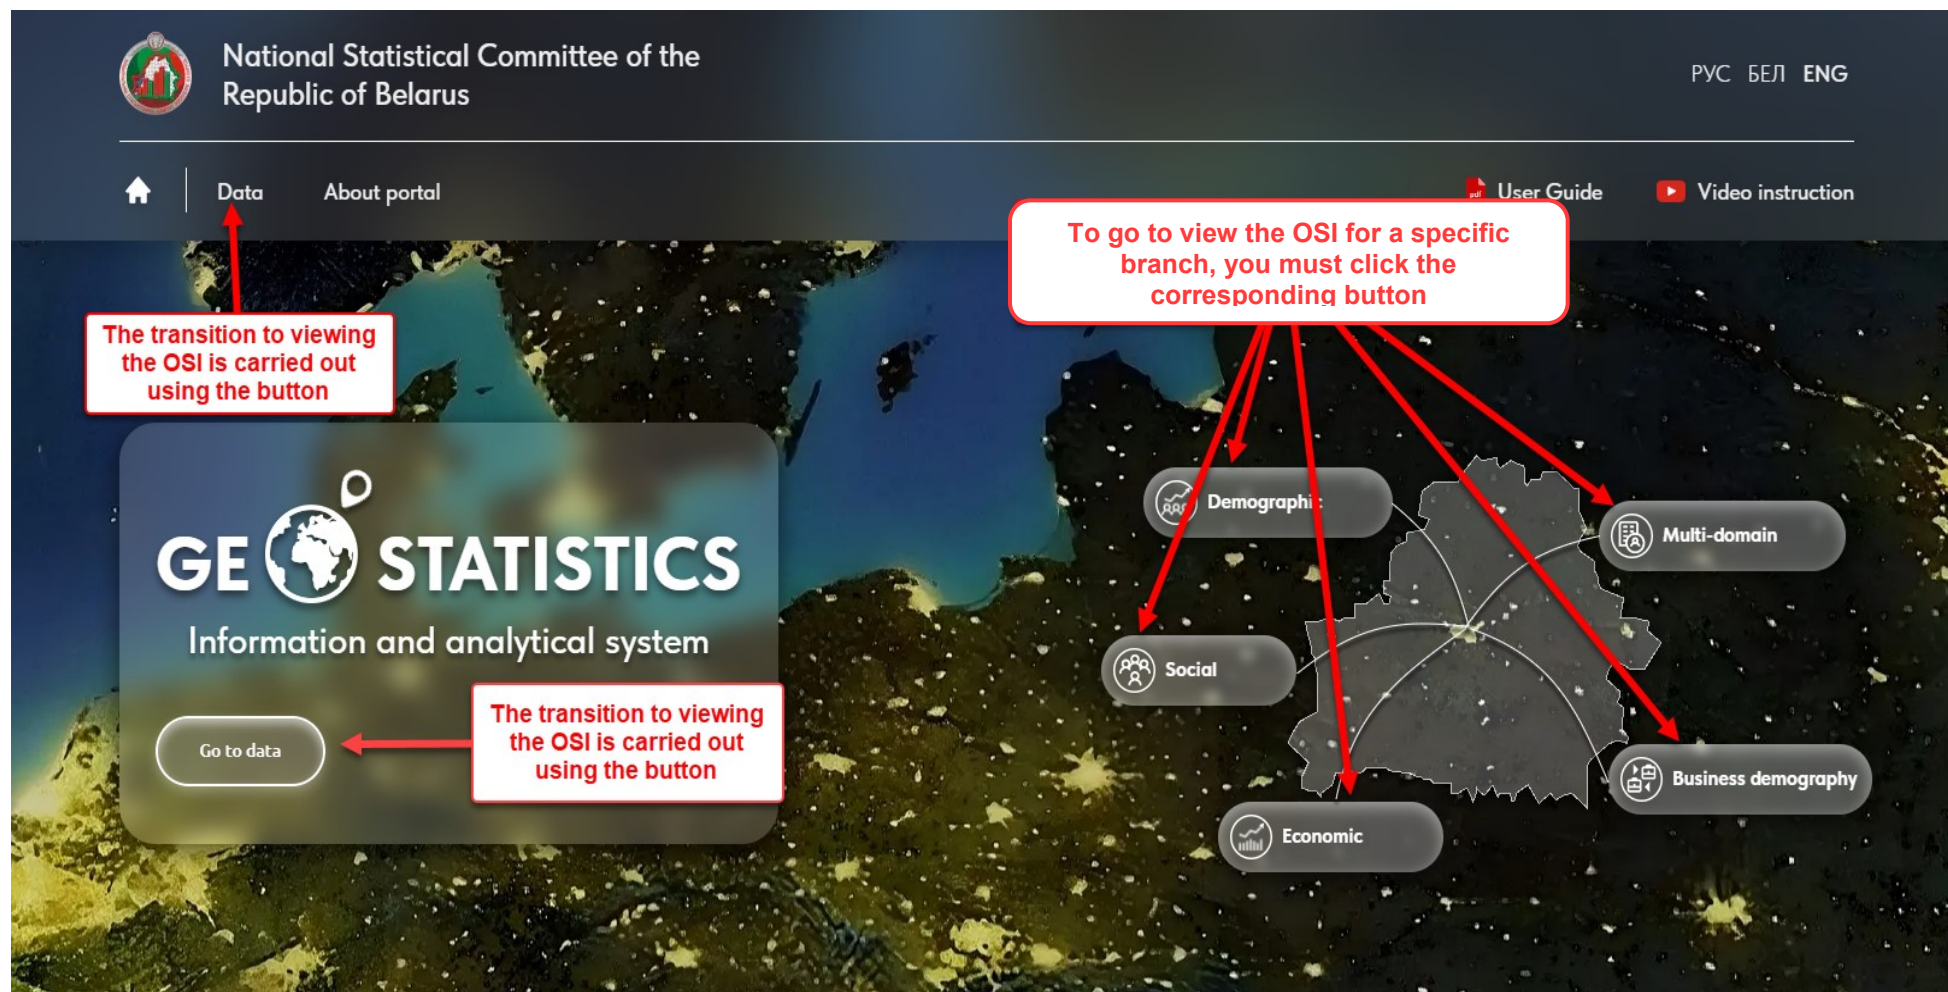 National Statistical Committee of the
Republic of Belarus
РУС БЕЛ ENG
Data
About portal
pdf
User Guide
Video instruction
To go to view the OSI for a specific
branch, you must click the
corresponding button
The transition to viewing
the OSI is carried out
using the button
GE STATISTICS
Information and analytical system
Go to data
The transition to viewing
the OSI is carried out
using the button
Demographic
Multi-domain
Social
Business demography
Economic